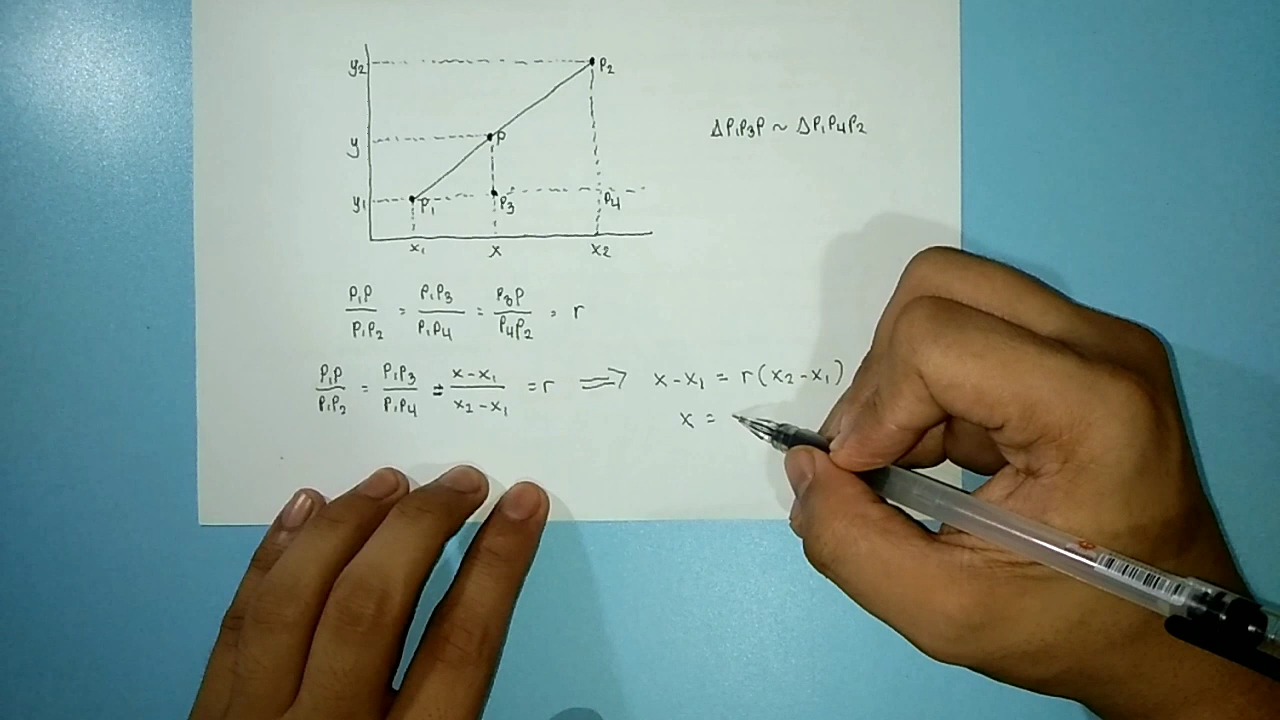 y2
P2
ΔP1P3P ~ ΔP1P4P2
y
P
y1
P1
P3
P4
x1
x
x2
P1P/P1P2 = P1P3/P1P4 = P3P/P4P2 = r
P1P/P1P2 = P1P3/P1P4 = x-x1/x2-x1 = r ⟹ x-x1 = r(x2-x1)
x =